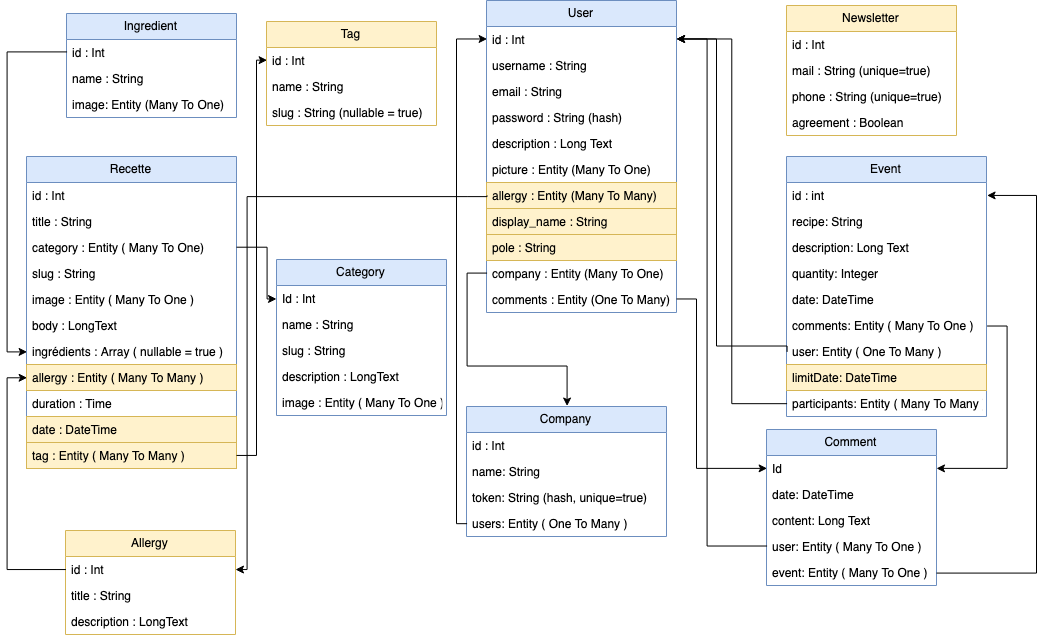 Ingredient
id : Int
name : String
image: Entity (Many To One)
Tag
id : Int
name : String
slug : String (nullable = true)
User
id : Int
username : String
email : String
password : String (hash)
description : Long Text
picture : Entity (Many To One)
allergy : Entity (Many To Many)
display_name : String
pole : String
company : Entity (Many To One)
comments : Entity (One To Many)
Newsletter
id : Int
mail : String (unique=true)
phone : String (unique=true)
agreement : Boolean
Recette
id : Int
title : String
category : Entity ( Many To One)
slug : String
image : Entity ( Many To One )
body : LongText
ingrédients : Array ( nullable = true )
allergy : Entity ( Many To Many )
duration : Time
date : DateTime
tag : Entity ( Many To Many )
Category
Id : Int
name : String
slug : String
description : LongText
image : Entity ( Many To One )
Event
id : int
recipe: String
description: Long Text
quantity: Integer
date: DateTime
comments: Entity ( Many To One )
user: Entity ( One To Many )
limitDate: DateTime
participants: Entity ( Many To Many
Company
id : Int
name: String
token: String (hash, unique=true)
users: Entity ( One To Many )
Comment
Id
date: DateTime
content: Long Text
user: Entity ( Many To One )
event: Entity ( Many To One )
Allergy
id : Int
title : String
description : LongText